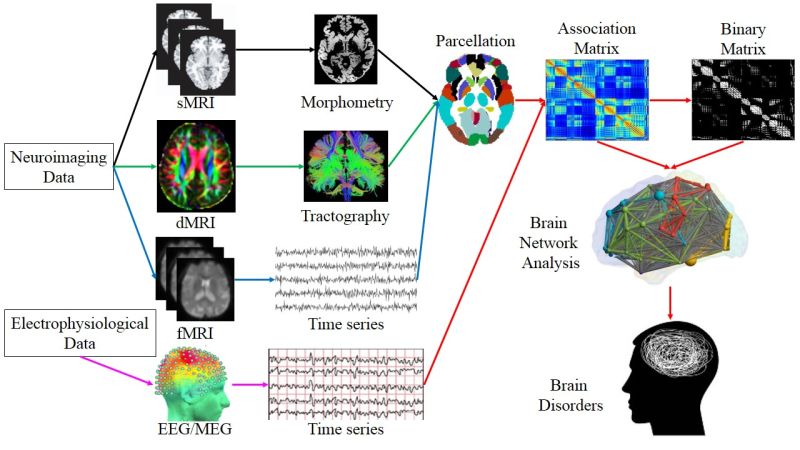 sMRI
Morphometry
Parcellation
Association
Matrix
Binary
Matrix
Neuroimaging
Data
dMRI
Tractography
Brain
Network
Analysis
fMRI
Time series
Electrophysiological
Data
EEG/MEG
Time series
Brain
Disorders